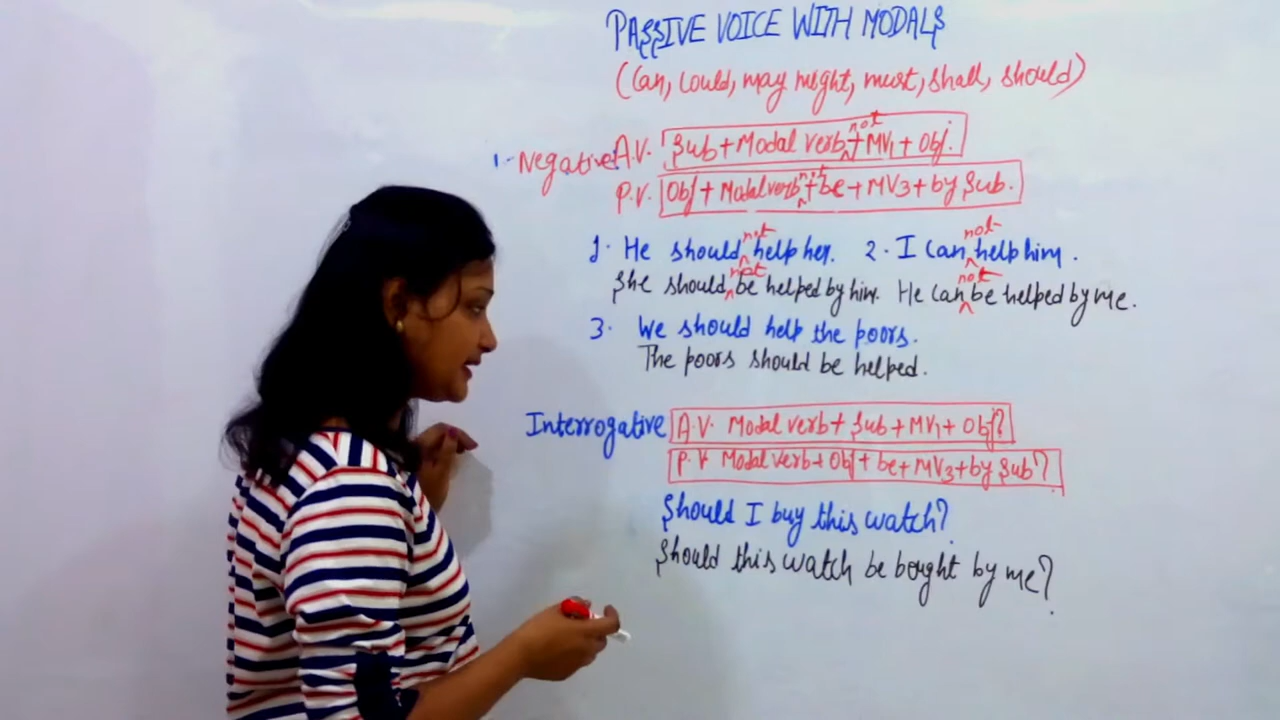 PASSIVE VOICE WITH MODALS
(Can, could, may might, must, shall, should)
1.- Negative A.V. Sub + Modal verb not + MV1 + Obj.
P.V. Obj + Modal verb not + be + MV3 + by Sub.
1. He should not help her. 2. I can not help him.
She should not be helped by him. He can not be helped by me.
3. We should help the poors.
The poors should be helped.
Interrogative A.V. Modal verb + Sub + MV1 + Obj?
P.V Modal verb + Obj + be + MV3 + by Sub?
Should I buy this watch?
Should this watch be bought by me?